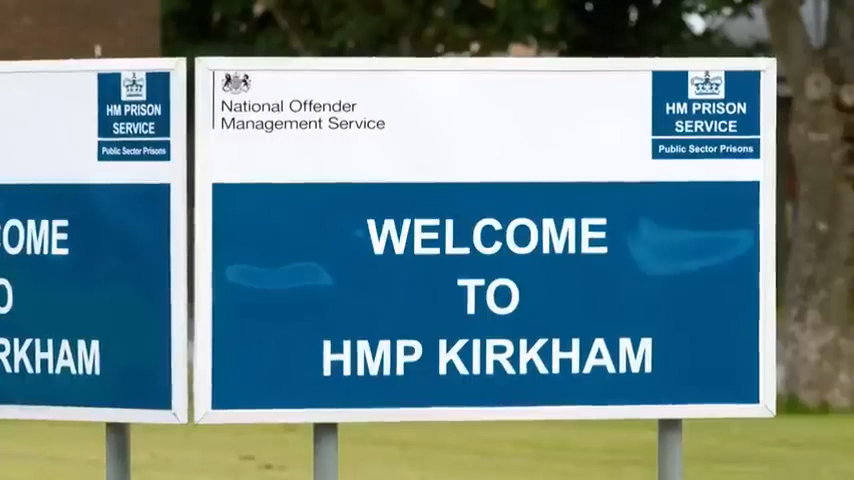 HM PRISON
SERVICE
Public Sector Prisons
OME
O
RKHAM
National Offender
Management Service
HM PRISON
SERVICE
Public Sector Prisons
WELCOME
TO
HMP KIRKHAM